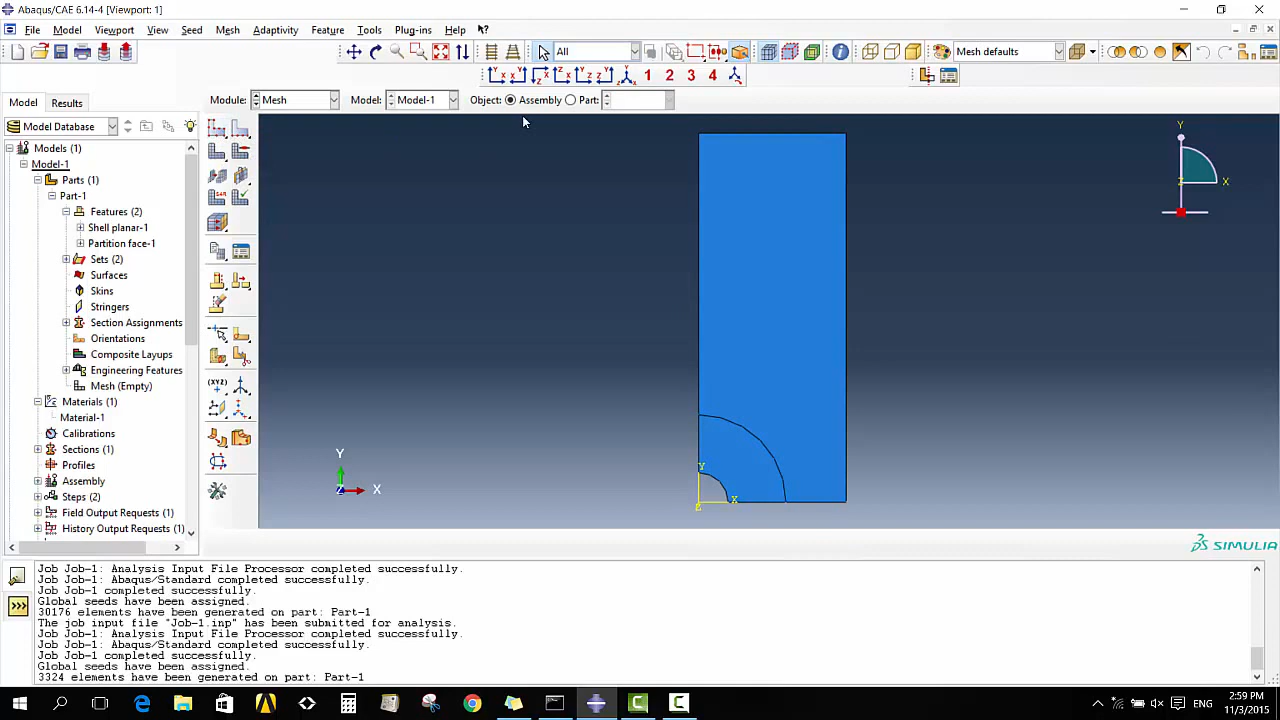 Abaqus/CAE 6.14-4 [Viewport: 1]
File Model Viewport View Seed Mesh Adaptivity Feature Tools Plug-ins Help
All Mesh defaults
1 2 3 4
Model Results Module: Mesh Model: Model-1 Object: Assembly Part:
Model Database
Models (1)
Model-1
Parts (1)
Part-1
Features (2)
Shell planar-1
Partition face-1
Sets (2)
Surfaces
Skins
Stringers
Section Assignments
Orientations
Composite Layups
Engineering Features
Mesh (Empty)
Materials (1)
Material-1
Calibrations
Sections (1)
Profiles
Assembly
Steps (2)
Field Output Requests (1)
History Output Requests (1)
Y
Z X
Y
X
Z
Y
Z X
SIMULIA
Job Job-1: Analysis Input File Processor completed successfully.
Job Job-1: Abaqus/Standard completed successfully.
Job Job-1 completed successfully.
Global seeds have been assigned.
30176 elements have been generated on part: Part-1
The job input file "Job-1.inp" has been submitted for analysis.
Job Job-1: Analysis Input File Processor completed successfully.
Job Job-1: Abaqus/Standard completed successfully.
Job Job-1 completed successfully.
Global seeds have been assigned.
3324 elements have been generated on part: Part-1
ENG
2:59 PM
11/3/2015